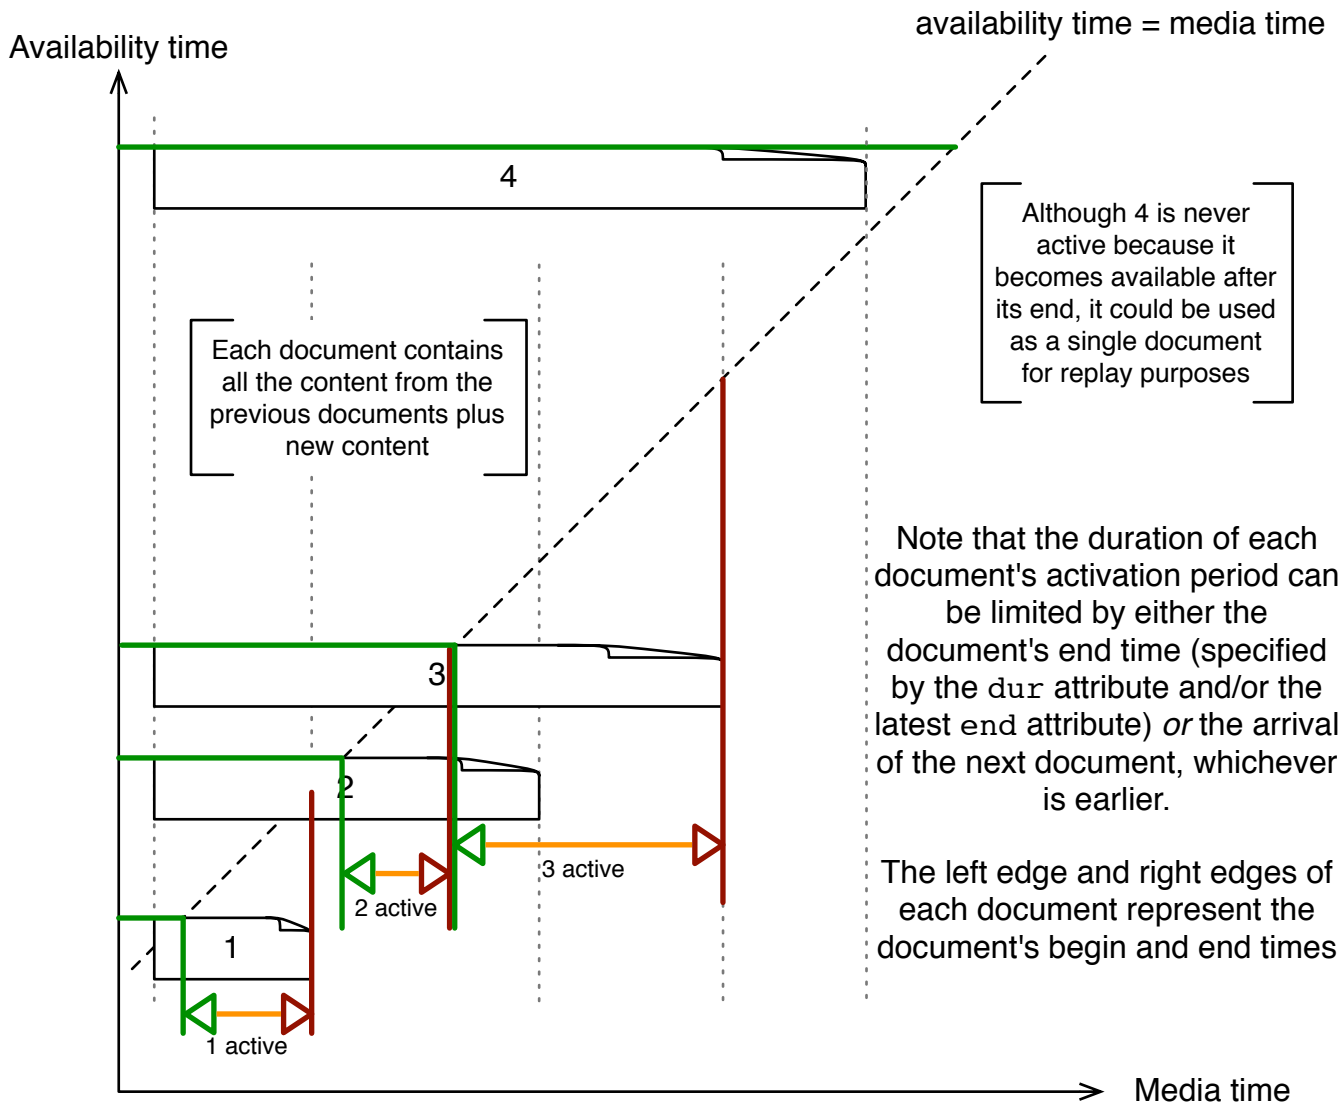 availability time = media time
Availability time
4
Although 4 is never
active because it
becomes available after
its end, it could be used
as a single document
for replay purposes
Each document contains
all the content from the
previous documents plus
new content
Note that the duration of each
document's activation period can
be limited by either the
document's end time (specified
by the dur attribute and/or the
latest end attribute) or the arrival
of the next document, whichever
is earlier.
3
2
3 active
2 active
The left edge and right edges of
each document represent the
document's begin and end times
1
1 active
Media time